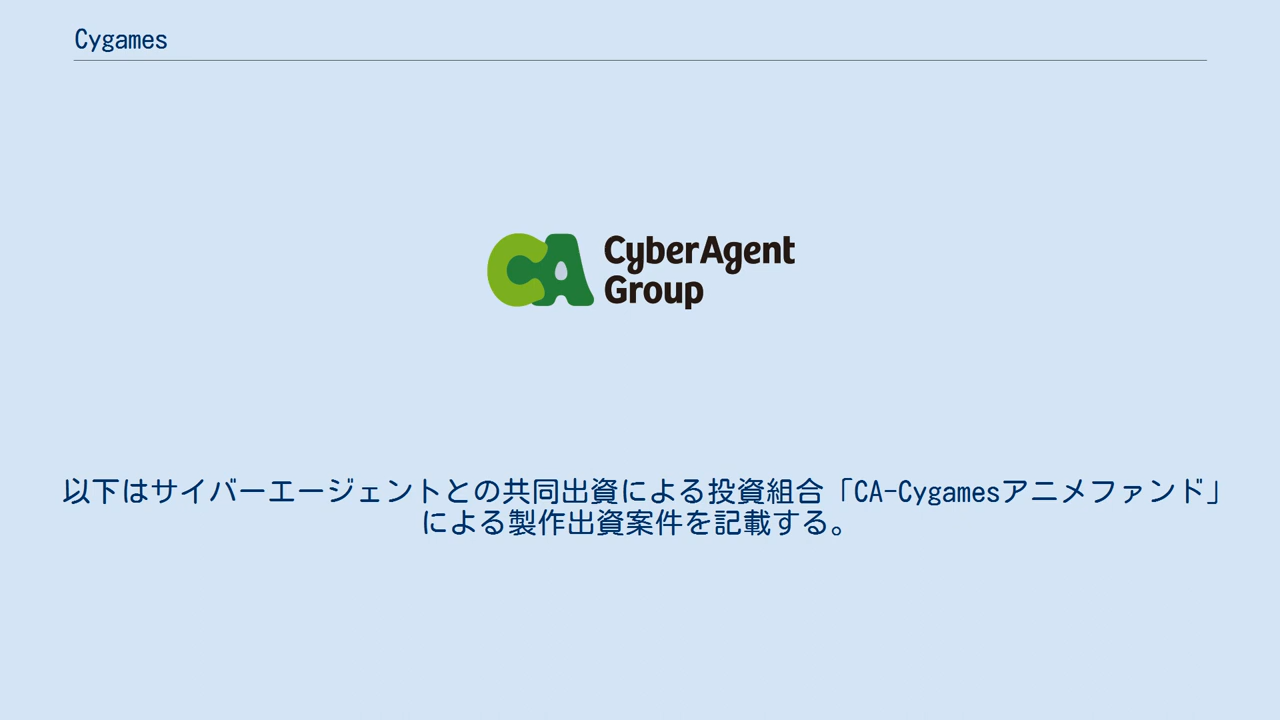 Cygames
CyberAgent
Group
以下はサイバーエージェントとの共同出資による投資組合「CA-Cygamesアニメファンド」
による製作出資案件を記載する。